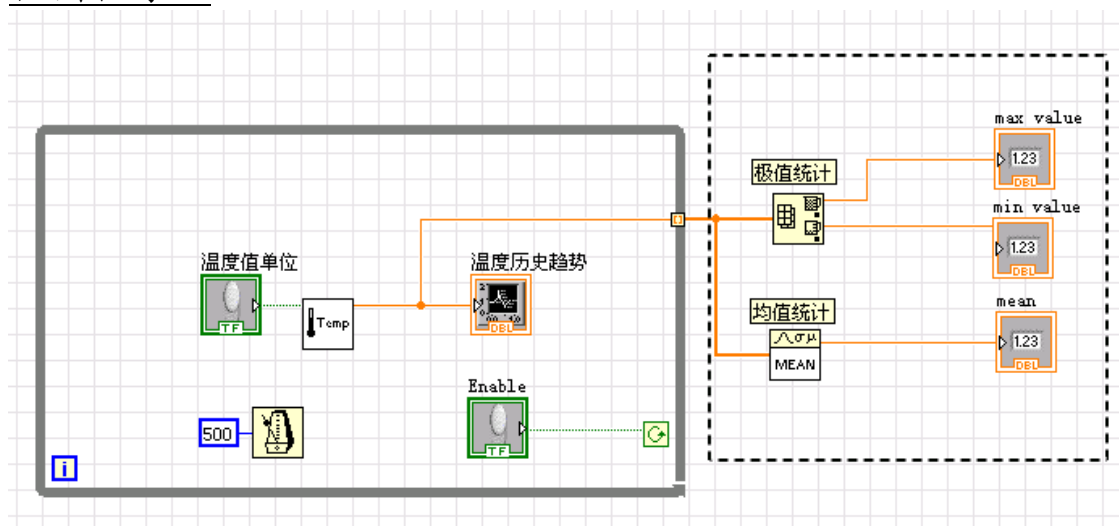 max value
1.23
DBL
极值统计
min value
1.23
DBL
温度值单位
温度历史趋势
TF
Temp
DBL
mean
均值统计
1.23
DBL
σμ
MEAN
Enable
500
TF
i